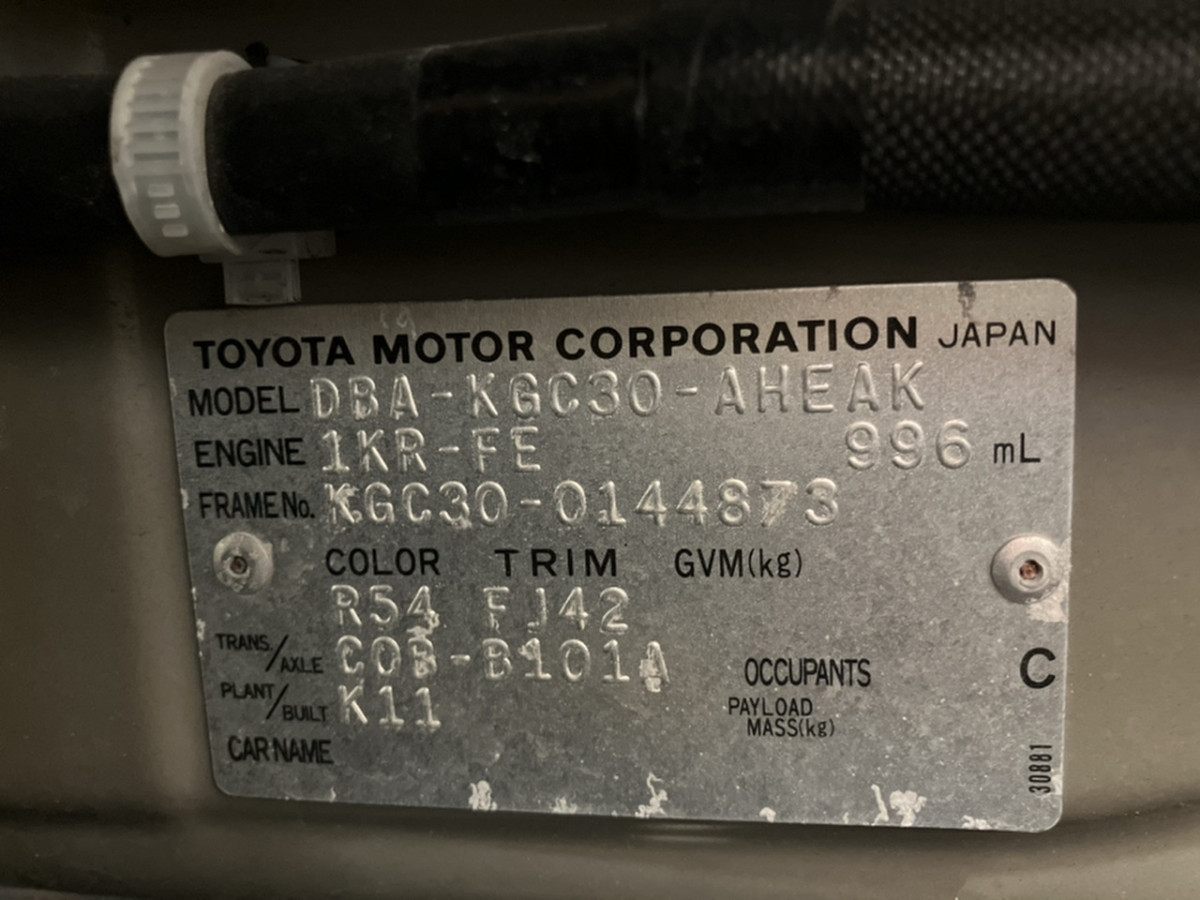 TOYOTA MOTOR CORPORATION JAPAN
MODEL DBA-KGC30-AHEAK
ENGINE 1KR-FE 996 mL
FRAME No. KGC30-0144873
COLOR TRIM GVM(kg)
R54 FJ42
TRANS./AXLE C0B-B101A OCCUPANTS C
PLANT/BUILT K11 PAYLOAD MASS(kg)
CAR NAME
30881